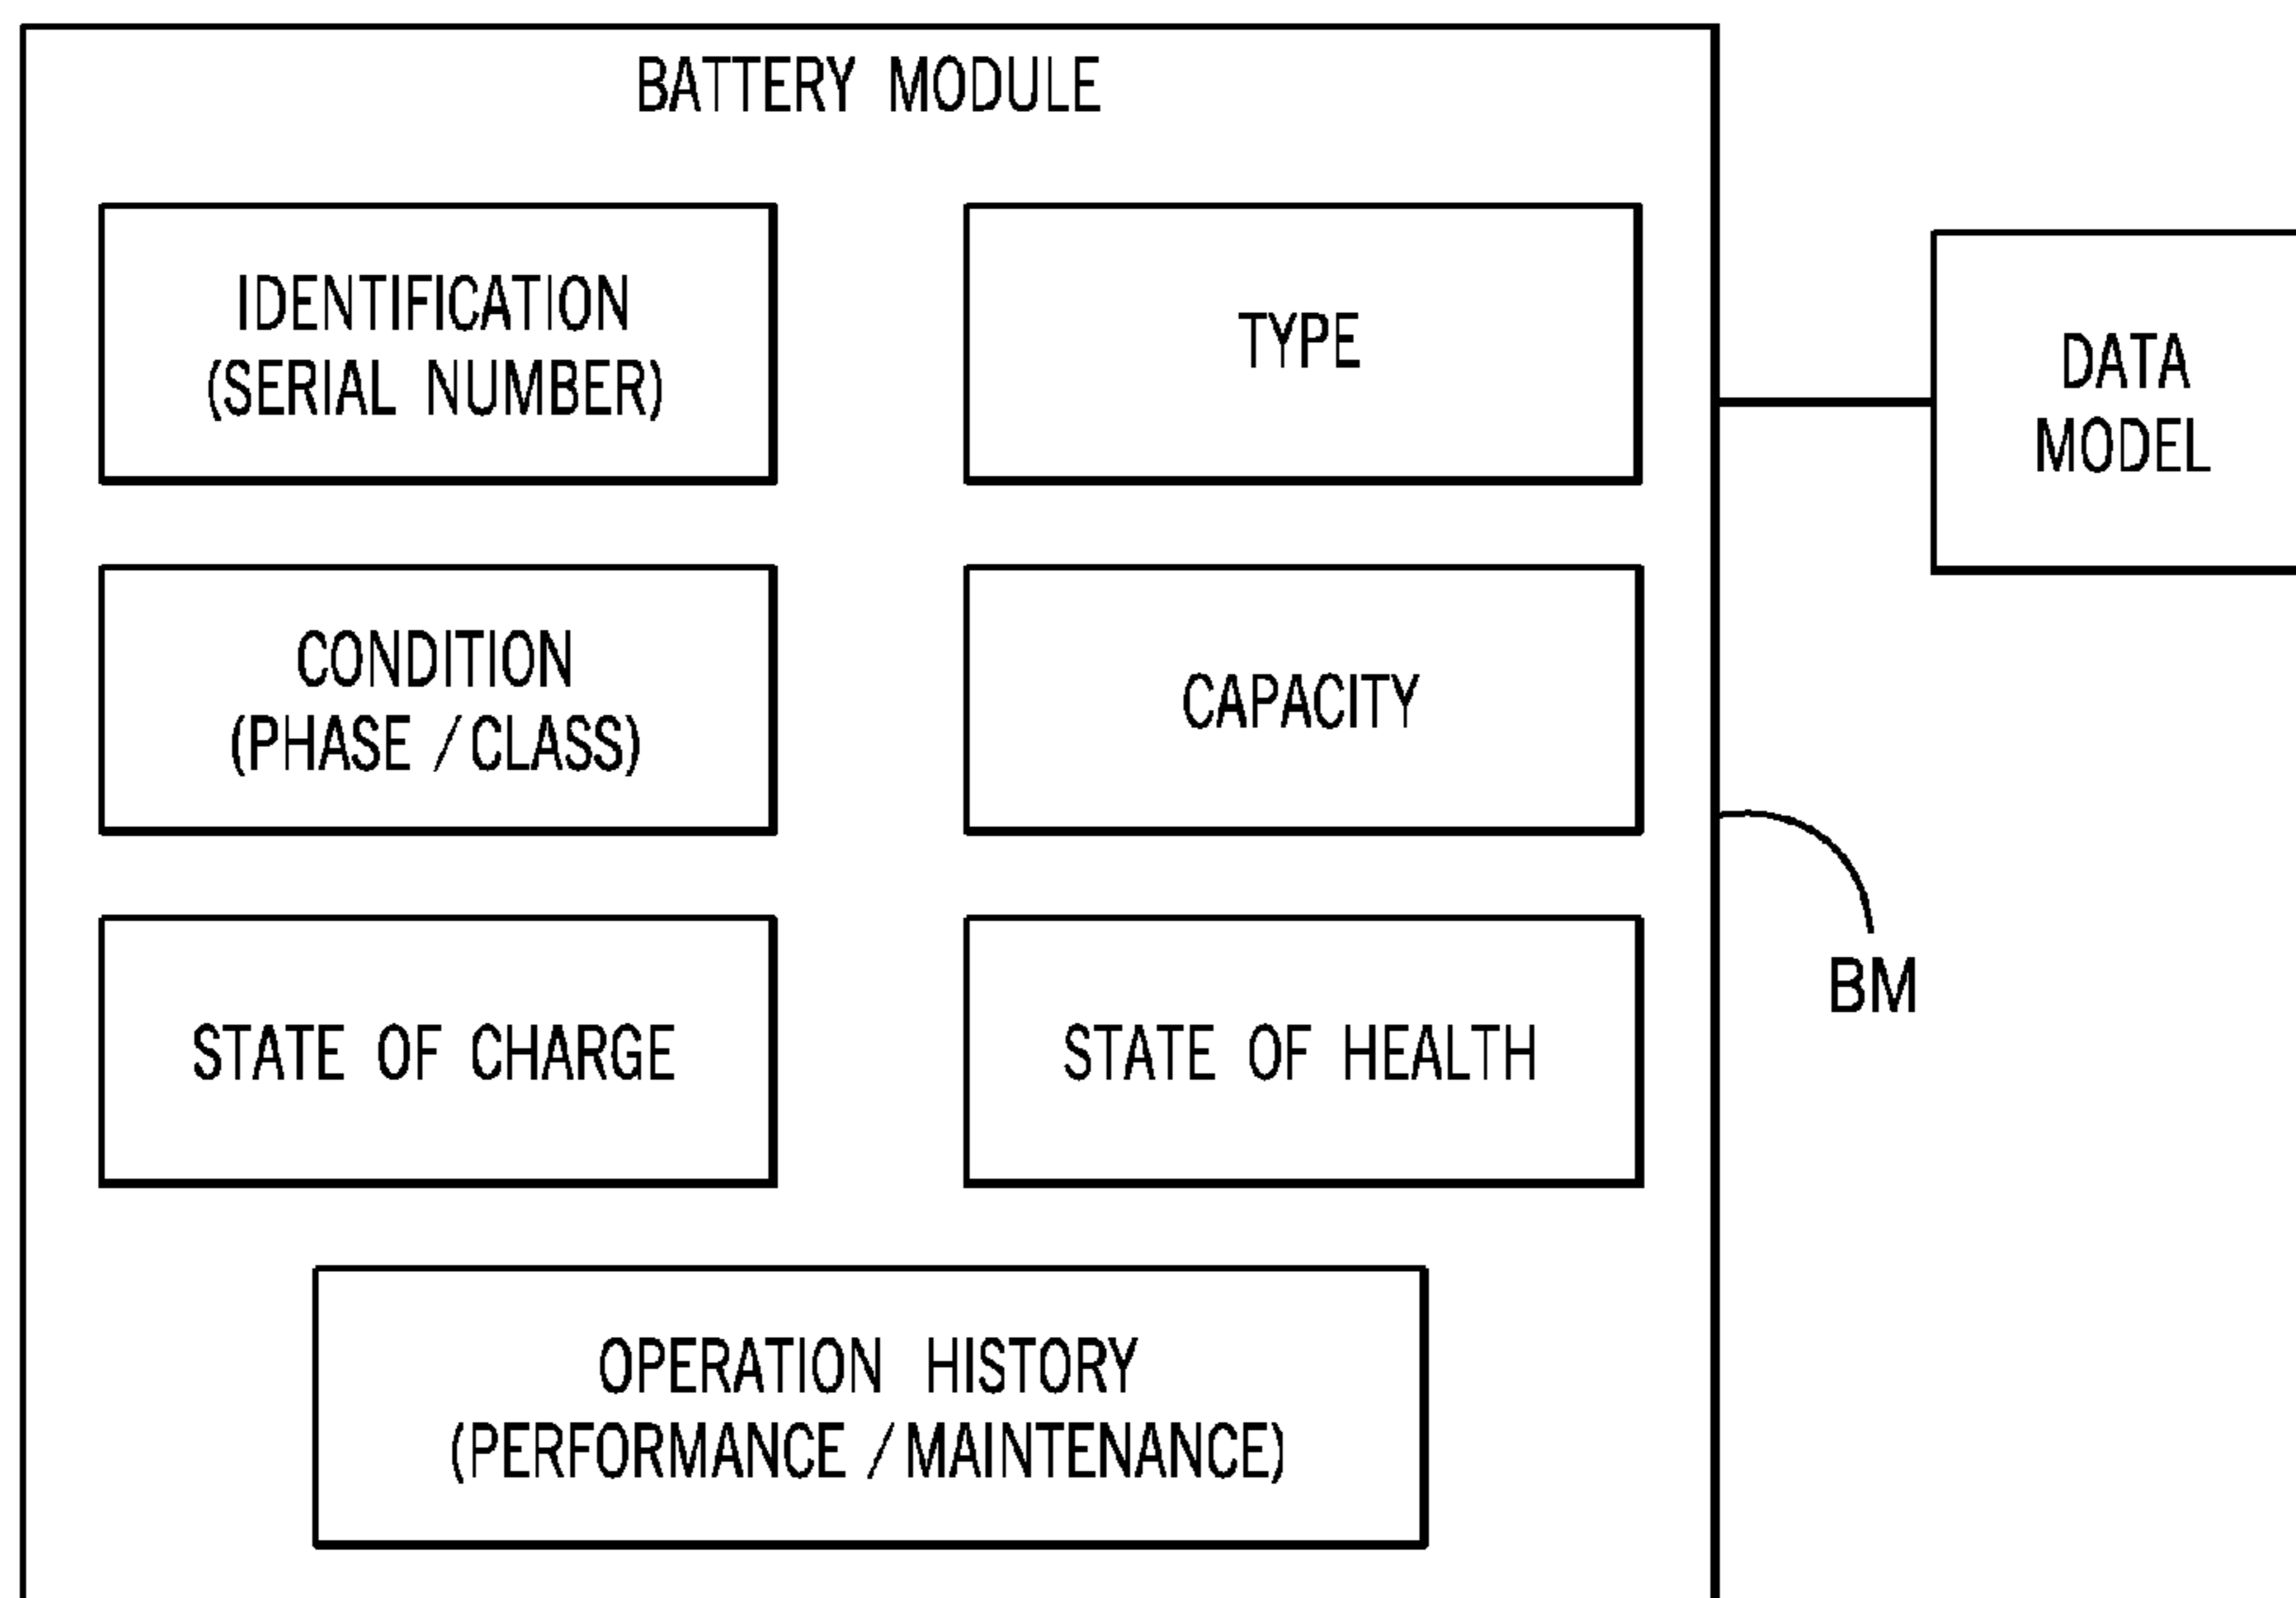 BATTERY MODULE
IDENTIFICATION
(SERIAL NUMBER)
TYPE
DATA
MODEL
CONDITION
(PHASE / CLASS)
CAPACITY
BM
STATE OF CHARGE
STATE OF HEALTH
OPERATION HISTORY
(PERFORMANCE / MAINTENANCE)